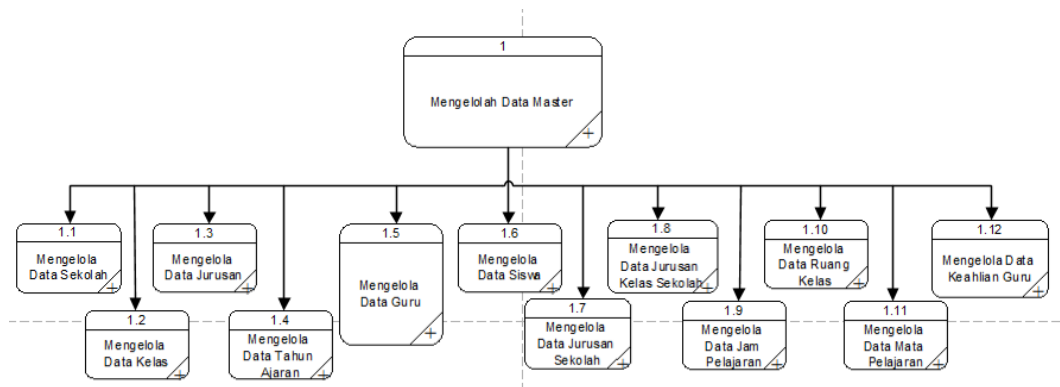 1
Mengelolah Data Master
1.1
Mengelola
Data Sekolah
1.2
Mengelola
Data Kelas
1.3
Mengelola
Data Jurusan
1.4
Mengelola
Data Tahun
Ajaran
1.5
Mengelola
Data Guru
1.6
Mengelola
Data Siswa
1.7
Mengelola
Data Jurusan
Sekolah
1.8
Mengelola
Data Jurusan
Kelas Sekolah
1.9
Mengelola
Data Jam
Pelajaran
1.10
Mengelola
Data Ruang
Kelas
1.11
Mengelola
Data Mata
Pelajaran
1.12
Mengelola Data
Keahlian Guru